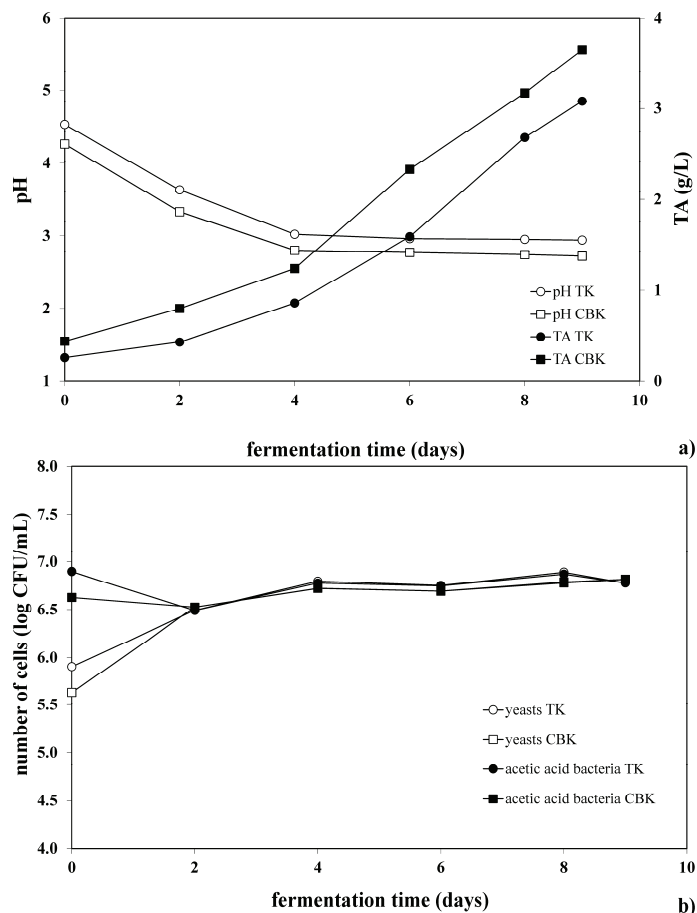 6
5
4
3
2
1
pH
4
3
2
1
0
TA (g/L)
pH TK
pH CBK
TA TK
TA CBK
0 2 4 6 8 10
fermentation time (days)
a)
8.0
7.5
7.0
6.5
6.0
5.5
5.0
4.5
4.0
number of cells (log CFU/mL)
yeasts TK
yeasts CBK
acetic acid bacteria TK
acetic acid bacteria CBK
0 2 4 6 8 10
fermentation time (days)
b)